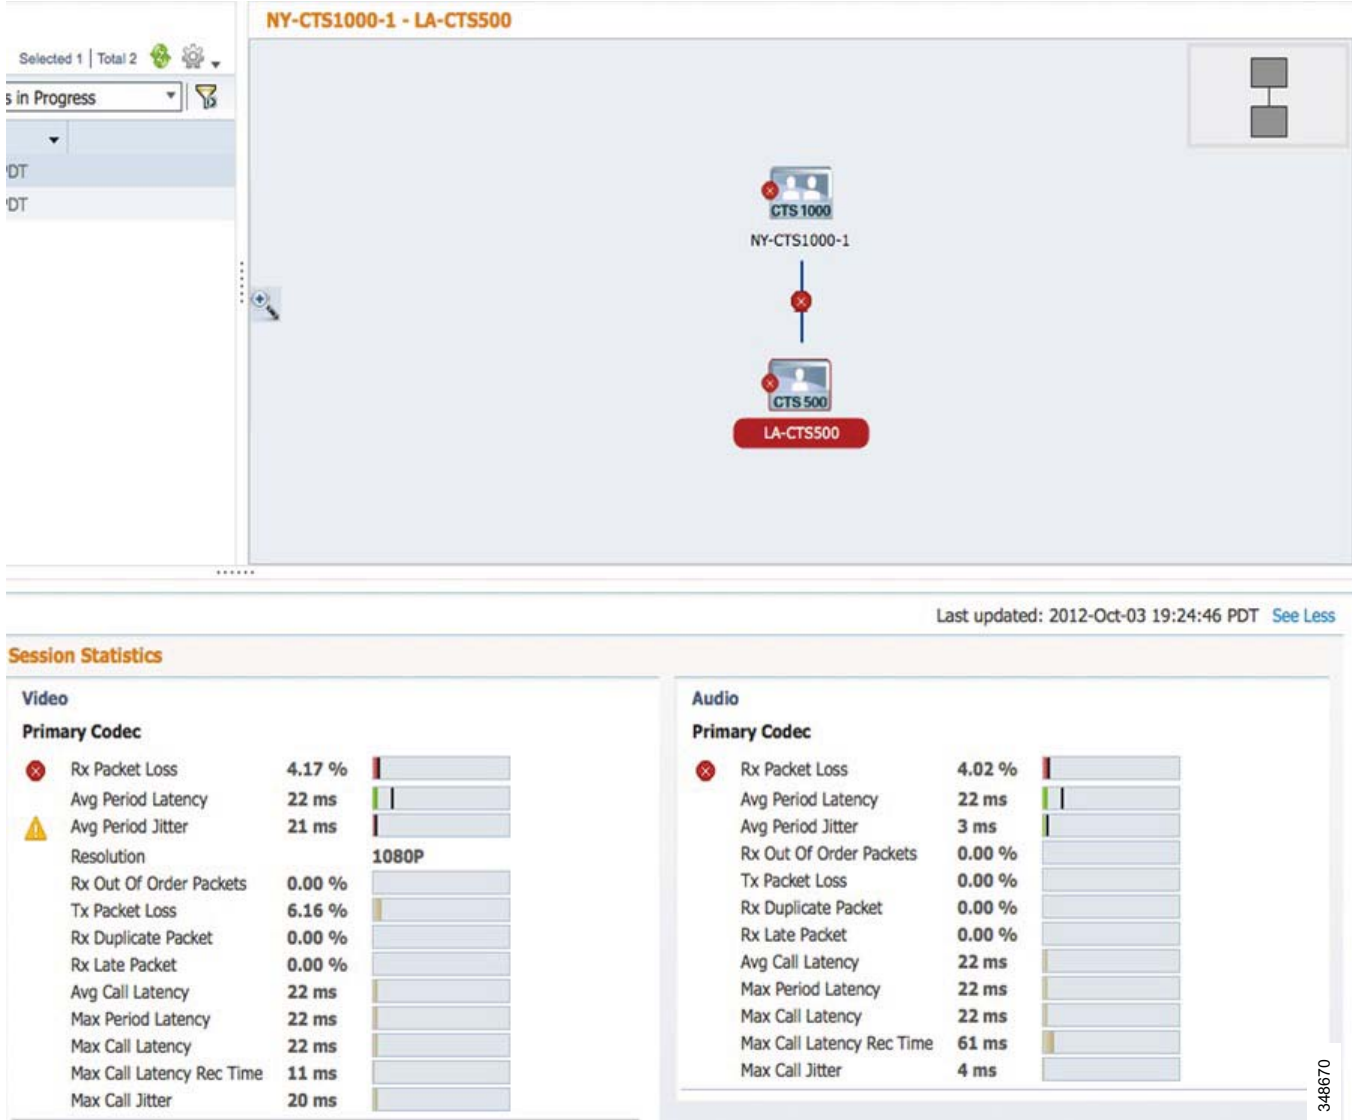 NY-CTS1000-1 - LA-CTS500
Selected 1 | Total 2
s in Progress
PDT
PDT
CTS 1000
NY-CTS1000-1
CTS 500
LA-CTS500
Last updated: 2012-Oct-03 19:24:46 PDT See Less
Session Statistics
Video
Primary Codec
Rx Packet Loss 4.17 %
Avg Period Latency 22 ms
Avg Period Jitter 21 ms
Resolution 1080P
Rx Out Of Order Packets 0.00 %
Tx Packet Loss 6.16 %
Rx Duplicate Packet 0.00 %
Rx Late Packet 0.00 %
Avg Call Latency 22 ms
Max Period Latency 22 ms
Max Call Latency 22 ms
Max Call Latency Rec Time 11 ms
Max Call Jitter 20 ms
Audio
Primary Codec
Rx Packet Loss 4.02 %
Avg Period Latency 22 ms
Avg Period Jitter 3 ms
Rx Out Of Order Packets 0.00 %
Tx Packet Loss 0.00 %
Rx Duplicate Packet 0.00 %
Rx Late Packet 0.00 %
Avg Call Latency 22 ms
Max Period Latency 22 ms
Max Call Latency 22 ms
Max Call Latency Rec Time 61 ms
Max Call Jitter 4 ms
348670